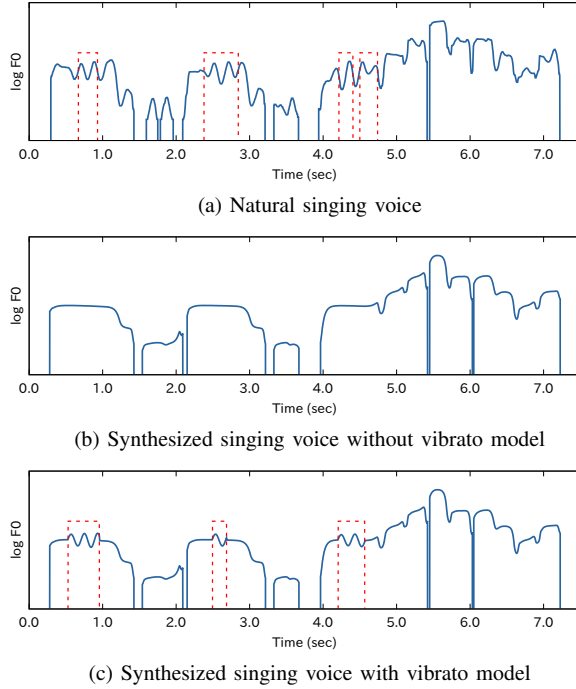 log F0
0.0 1.0 2.0 3.0 4.0 5.0 6.0 7.0
Time (sec)
(a) Natural singing voice
log F0
0.0 1.0 2.0 3.0 4.0 5.0 6.0 7.0
Time (sec)
(b) Synthesized singing voice without vibrato model
log F0
0.0 1.0 2.0 3.0 4.0 5.0 6.0 7.0
Time (sec)
(c) Synthesized singing voice with vibrato model